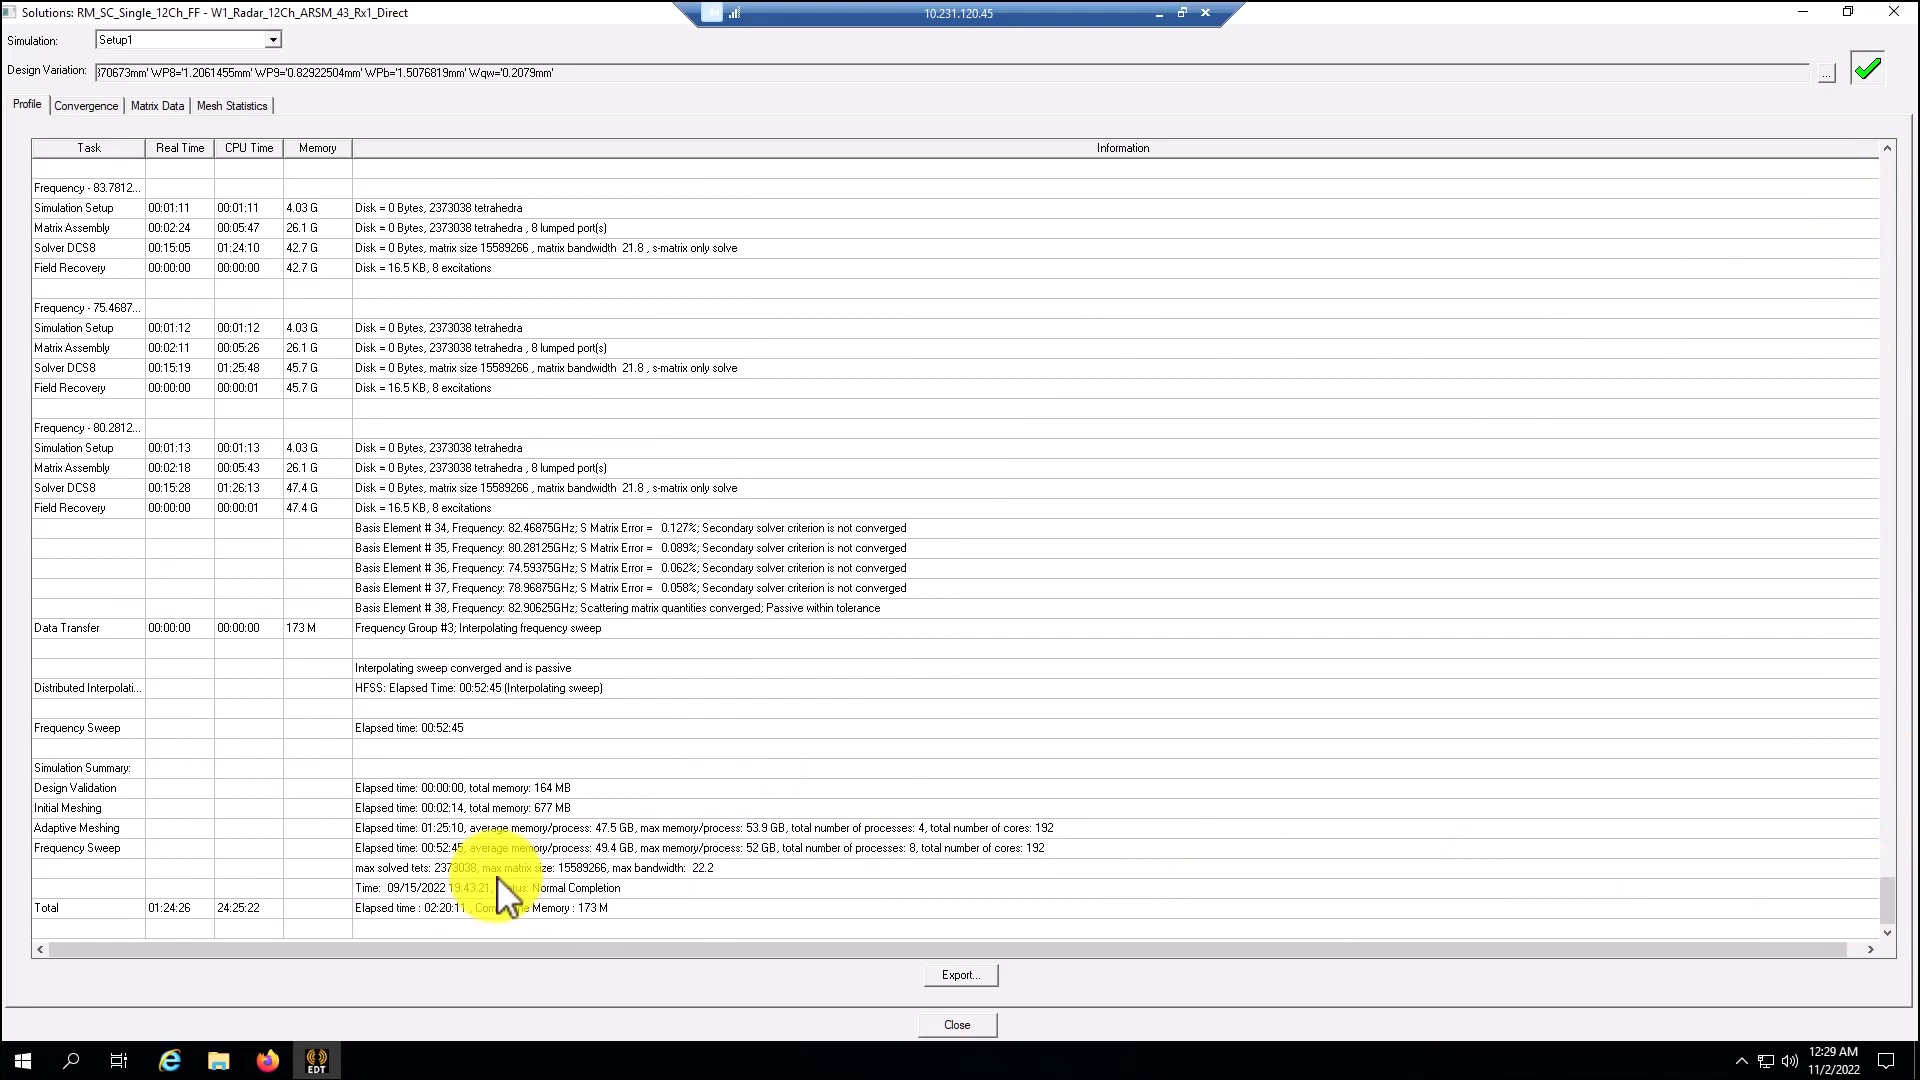 Solutions: RM_SC_Single_12Ch_FF - W1_Radar_12Ch_ARSM_43_Rx1_Direct
10.231.120.45
Simulation: Setup1
Design Variation: 370673mm' WP8='1.2061455mm' WP9='0.82922504mm' WPb='1.5076819mm' Wqw='0.2079mm'
...
Profile Convergence Matrix Data Mesh Statistics
Task Real Time CPU Time Memory Information
Frequency - 83.7812...
Simulation Setup 00:01:11 00:01:11 4.03 G Disk = 0 Bytes, 2373038 tetrahedra
Matrix Assembly 00:02:24 00:05:47 26.1 G Disk = 0 Bytes, 2373038 tetrahedra , 8 lumped port(s)
Solver DCS8 00:15:05 01:24:10 42.7 G Disk = 0 Bytes, matrix size 15589266 , matrix bandwidth 21.8 , s-matrix only solve
Field Recovery 00:00:00 00:00:00 42.7 G Disk = 16.5 KB, 8 excitations
Frequency - 75.4687...
Simulation Setup 00:01:12 00:01:12 4.03 G Disk = 0 Bytes, 2373038 tetrahedra
Matrix Assembly 00:02:11 00:05:26 26.1 G Disk = 0 Bytes, 2373038 tetrahedra , 8 lumped port(s)
Solver DCS8 00:15:19 01:25:48 45.7 G Disk = 0 Bytes, matrix size 15589266 , matrix bandwidth 21.8 , s-matrix only solve
Field Recovery 00:00:00 00:00:01 45.7 G Disk = 16.5 KB, 8 excitations
Frequency - 80.2812...
Simulation Setup 00:01:13 00:01:13 4.03 G Disk = 0 Bytes, 2373038 tetrahedra
Matrix Assembly 00:02:18 00:05:43 26.1 G Disk = 0 Bytes, 2373038 tetrahedra , 8 lumped port(s)
Solver DCS8 00:15:28 01:26:13 47.4 G Disk = 0 Bytes, matrix size 15589266 , matrix bandwidth 21.8 , s-matrix only solve
Field Recovery 00:00:00 00:00:01 47.4 G Disk = 16.5 KB, 8 excitations
Basis Element # 34, Frequency: 82.46875GHz; S Matrix Error = 0.127%; Secondary solver criterion is not converged
Basis Element # 35, Frequency: 80.28125GHz; S Matrix Error = 0.089%; Secondary solver criterion is not converged
Basis Element # 36, Frequency: 74.59375GHz; S Matrix Error = 0.062%; Secondary solver criterion is not converged
Basis Element # 37, Frequency: 78.96875GHz; S Matrix Error = 0.058%; Secondary solver criterion is not converged
Basis Element # 38, Frequency: 82.90625GHz; Scattering matrix quantities converged; Passive within tolerance
Data Transfer 00:00:00 00:00:00 173 M Frequency Group #3; Interpolating frequency sweep
Interpolating sweep converged and is passive
Distributed Interpolati... HFSS: Elapsed Time: 00:52:45 (Interpolating sweep)
Frequency Sweep Elapsed time: 00:52:45
Simulation Summary:
Design Validation Elapsed time: 00:00:00, total memory: 164 MB
Initial Meshing Elapsed time: 00:02:14, total memory: 677 MB
Adaptive Meshing Elapsed time: 01:25:10, average memory/process: 47.5 GB, max memory/process: 53.9 GB, total number of processes: 4, total number of cores: 192
Frequency Sweep Elapsed time: 00:52:45, average memory/process: 49.4 GB, max memory/process: 52 GB, total number of processes: 8, total number of cores: 192
max solved tets: 2373038, max matrix size: 15589266, max bandwidth: 22.2
Time: 09/15/2022 19:43:21, Normal Completion
Total 01:24:26 24:25:22 Elapsed time : 02:20:11 , Memory : 173 M
Export...
Close
EDT
12:29 AM
11/2/2022